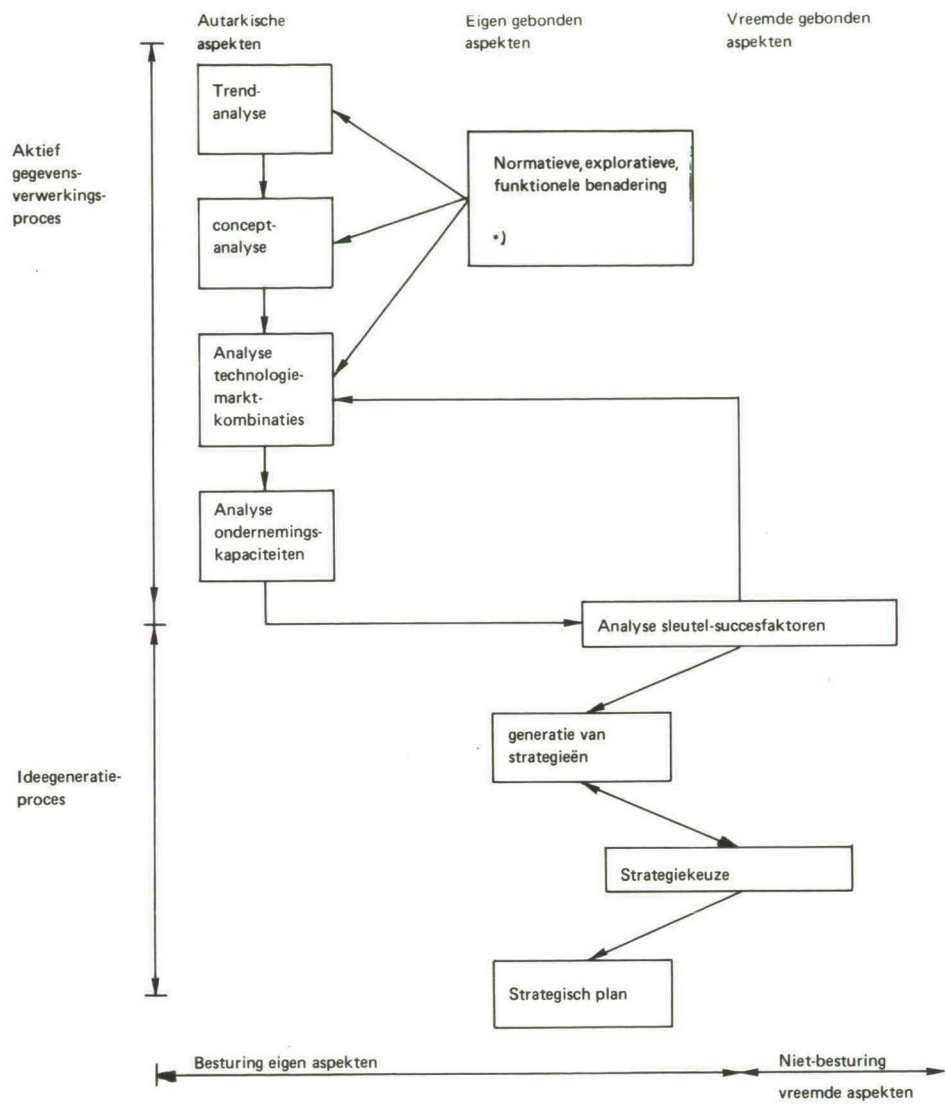 Autarkische
aspekten
Eigen gebonden
aspekten
Vreemde gebonden
aspekten
Aktief
gegevens-
verwerkings-
proces
Trend-
analyse
Normatieve, exploratieve,
funktionele benadering
*)
concept-
analyse
Analyse
technologie-
markt-
kombinaties
Analyse
ondernemings-
kapaciteiten
Analyse sleutel-succesfaktoren
Ideegeneratie-
proces
generatie van
strategieën
Strategiekeuze
Strategisch plan
Besturing eigen aspekten
Niet-besturing
vreemde aspekten